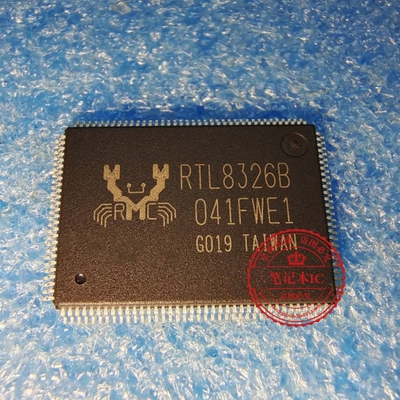 RTL8326B
RMC
041FWE1
G019 TAIWAN
笔记本IC